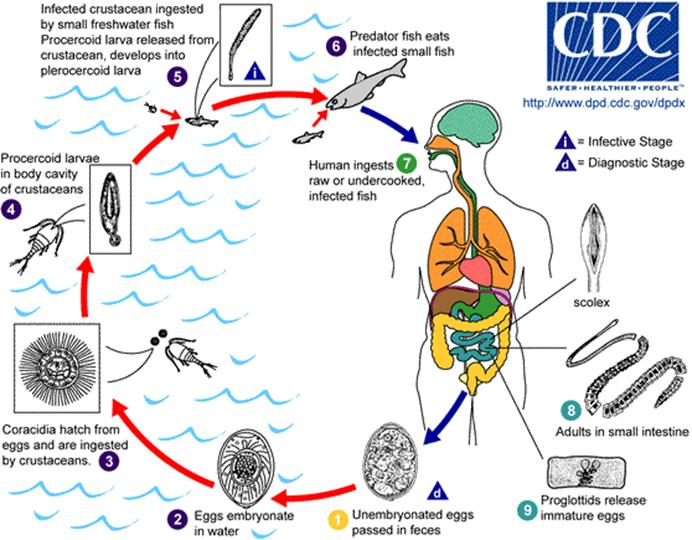 Infected crustacean ingested
by small freshwater fish
Procercoid larva released from
crustacean, develops into
plerocercoid larva
5
i
6
Predator fish eats
infected small fish
CDC
SAFER • HEALTHIER • PEOPLE™
http://www.dpd.cdc.gov/dpdx
i = Infective Stage
d = Diagnostic Stage
Human ingests 7
raw or undercooked,
infected fish
Procercoid larvae
in body cavity
of crustaceans
4
scolex
8
Adults in small intestine
Coracidia hatch from
eggs and are ingested
by crustaceans. 3
2 Eggs embryonate
in water
d
1 Unembryonated eggs
passed in feces
9 Proglottids release
immature eggs